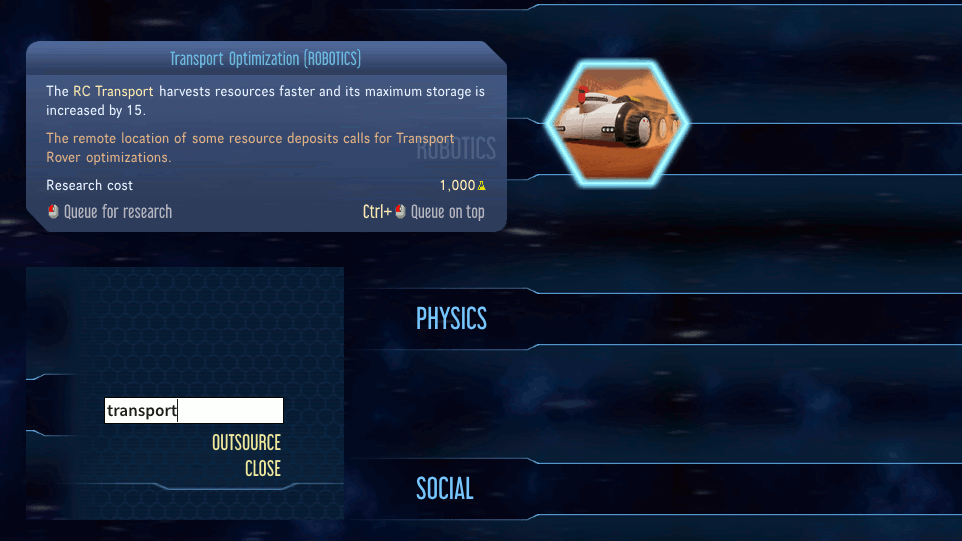 Transport Optimization (ROBOTICS)
The RC Transport harvests resources faster and its maximum storage is
increased by 15.
The remote location of some resource deposits calls for Transport
Rover optimizations.
ROBOTICS
Research cost 1,000
Queue for research Ctrl+ Queue on top
PHYSICS
transport
OUTSOURCE
CLOSE
SOCIAL